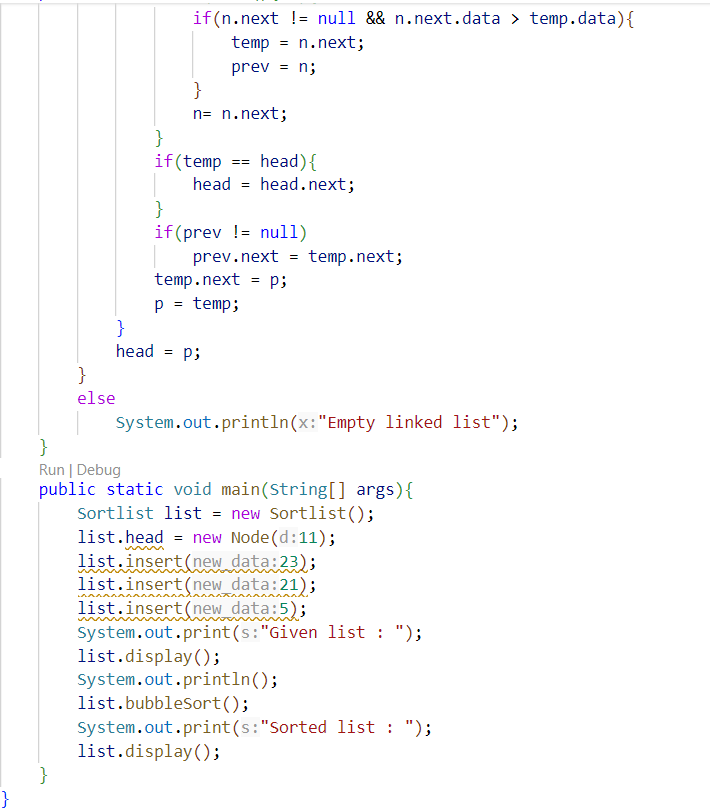 if(n.next != null && n.next.data > temp.data){
temp = n.next;
prev = n;
}
n= n.next;
}
if(temp == head){
head = head.next;
}
if(prev != null)
prev.next = temp.next;
temp.next = p;
p = temp;
}
head = p;
}
else
System.out.println(x:"Empty linked list");
}
Run | Debug
public static void main(String[] args){
Sortlist list = new Sortlist();
list.head = new Node(d:11);
list.insert(new_data:23);
list.insert(new_data:21);
list.insert(new_data:5);
System.out.print(s:"Given list : ");
list.display();
System.out.println();
list.bubbleSort();
System.out.print(s:"Sorted list : ");
list.display();
}
}